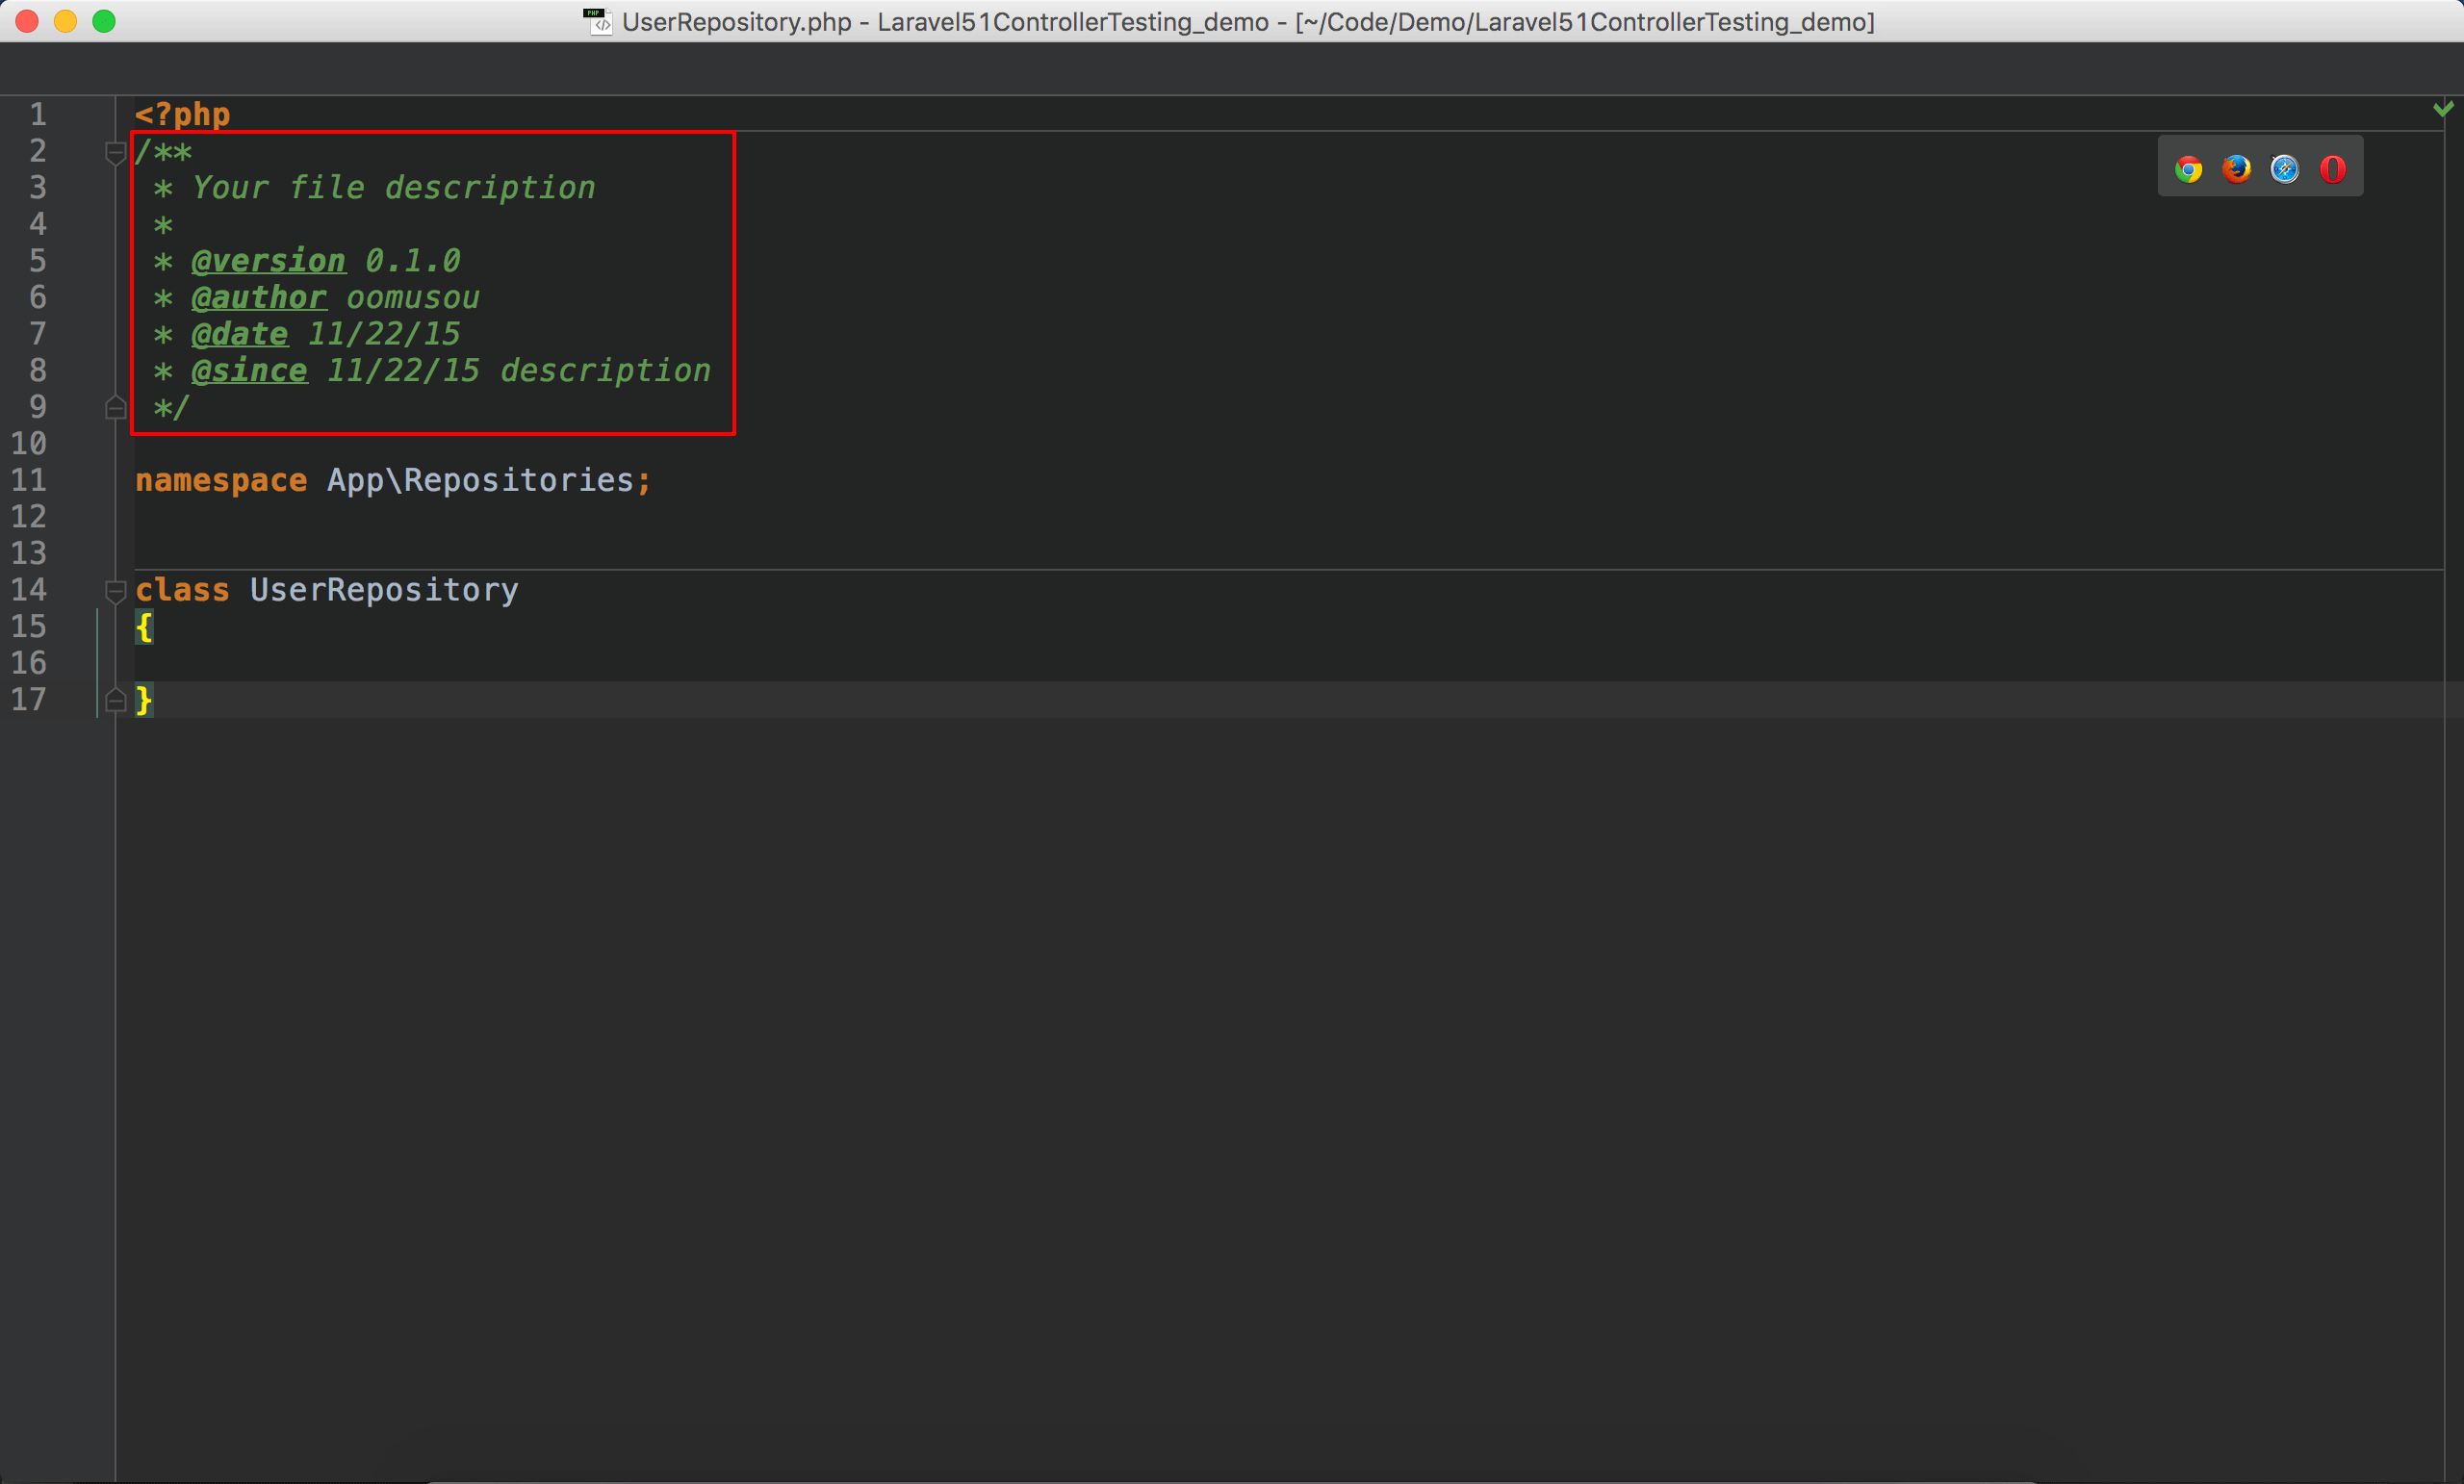 UserRepository.php - Laravel51ControllerTesting_demo - [~/Code/Demo/Laravel51ControllerTesting_demo]
1 <?php
2 /**
3  * Your file description
4  *
5  * @version 0.1.0
6  * @author oomusou
7  * @date 11/22/15
8  * @since 11/22/15 description
9  */
10
11 namespace App\Repositories;
12
13
14 class UserRepository
15 {
16
17 }